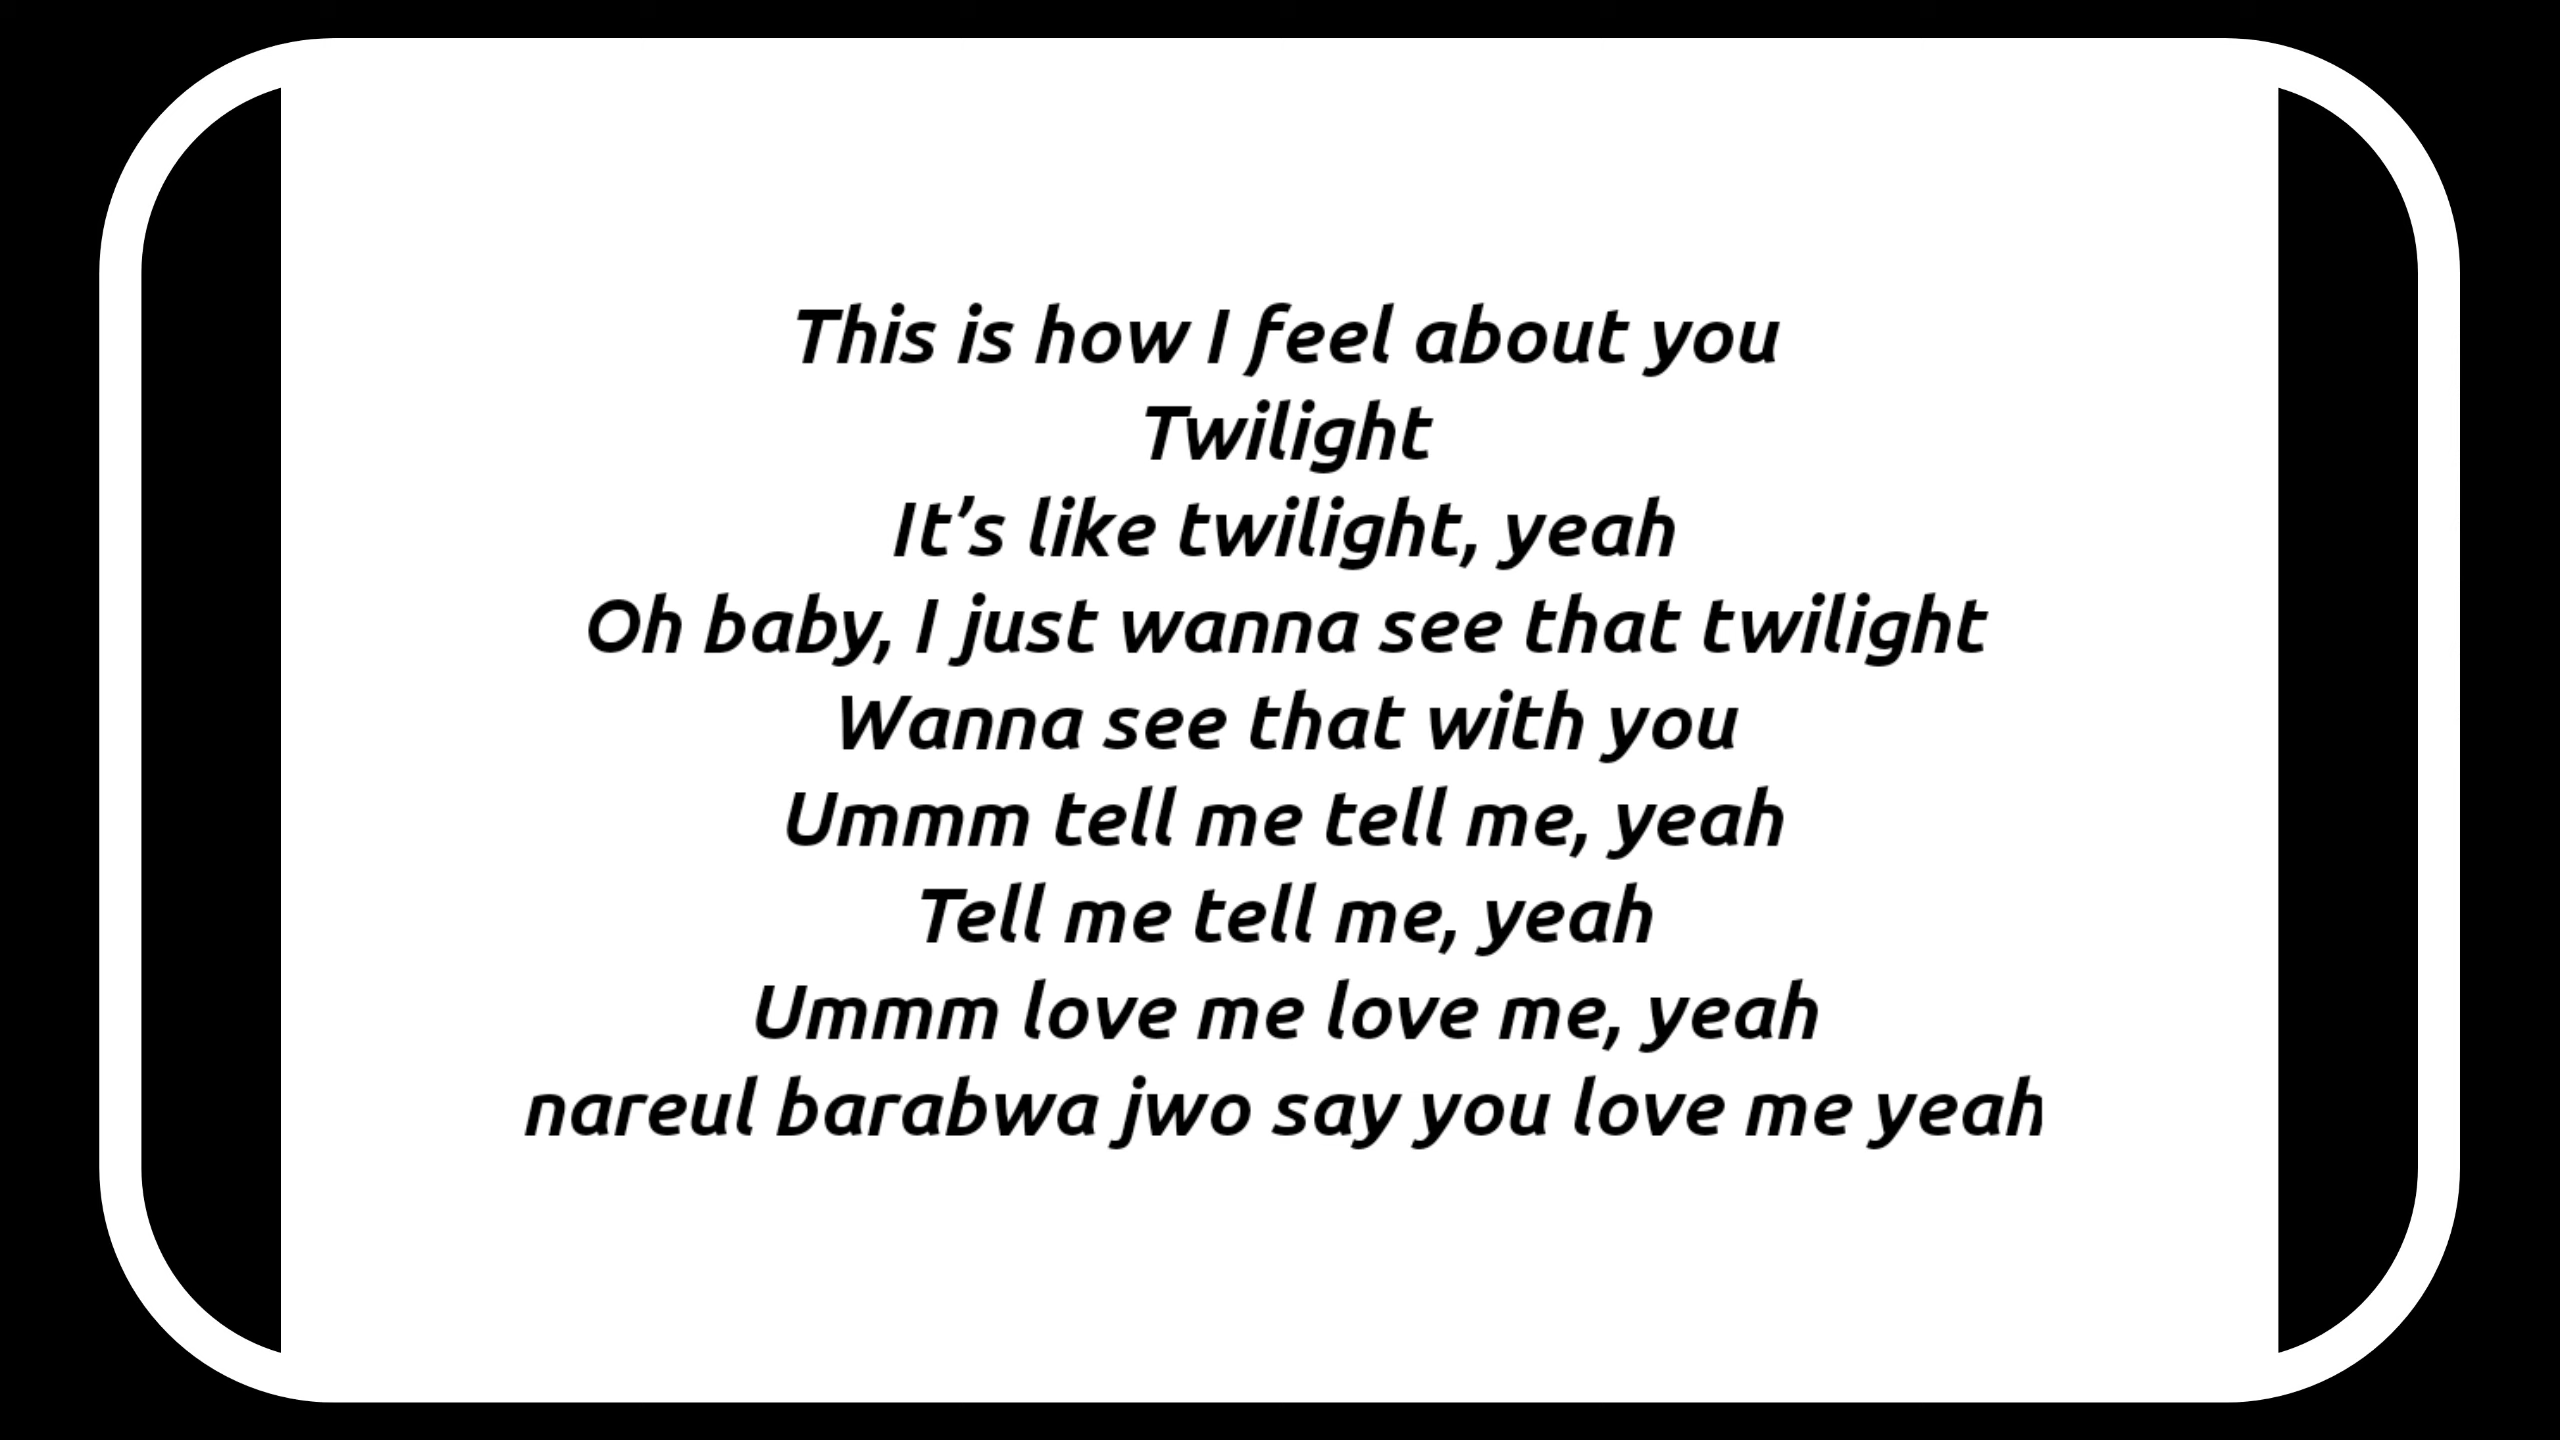 This is how I feel about you
Twilight
It’s like twilight, yeah
Oh baby, I just wanna see that twilight
Wanna see that with you
Ummm tell me tell me, yeah
Tell me tell me, yeah
Ummm love me love me, yeah
nareul barabwa jwo say you love me yeah